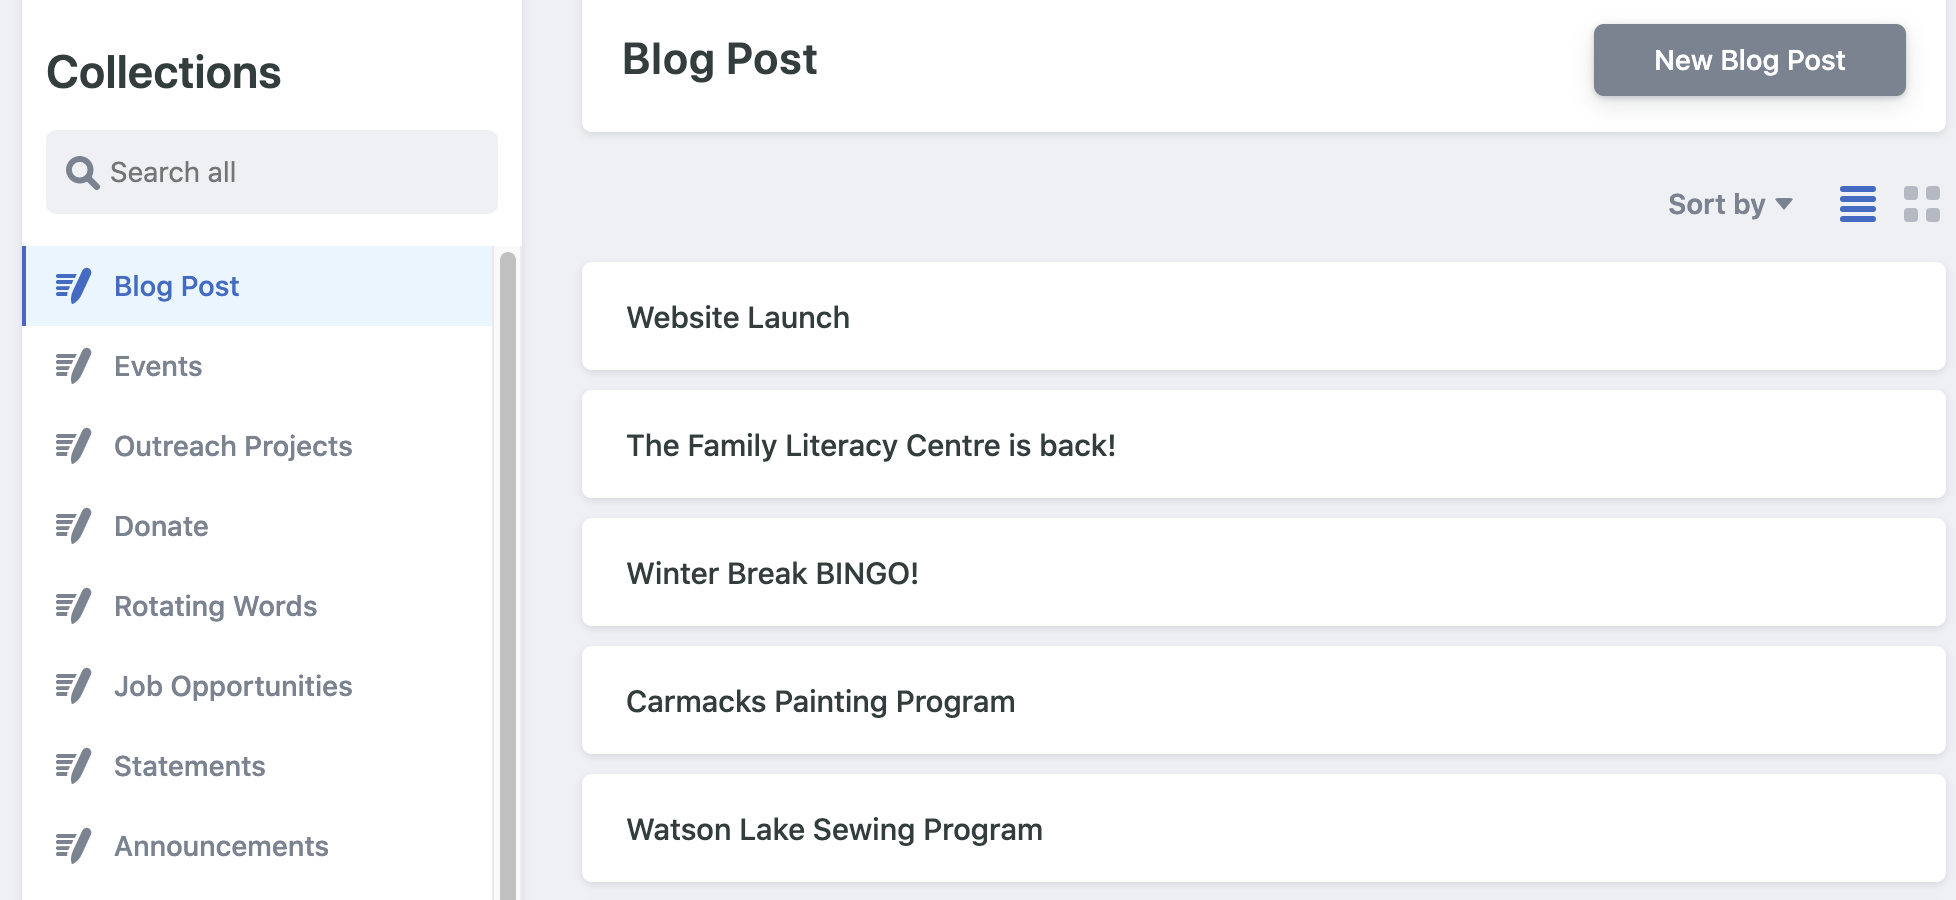 Collections
Search all
Blog Post
Events
Outreach Projects
Donate
Rotating Words
Job Opportunities
Statements
Announcements
Blog Post
New Blog Post
Sort by
Website Launch
The Family Literacy Centre is back!
Winter Break BINGO!
Carmacks Painting Program
Watson Lake Sewing Program